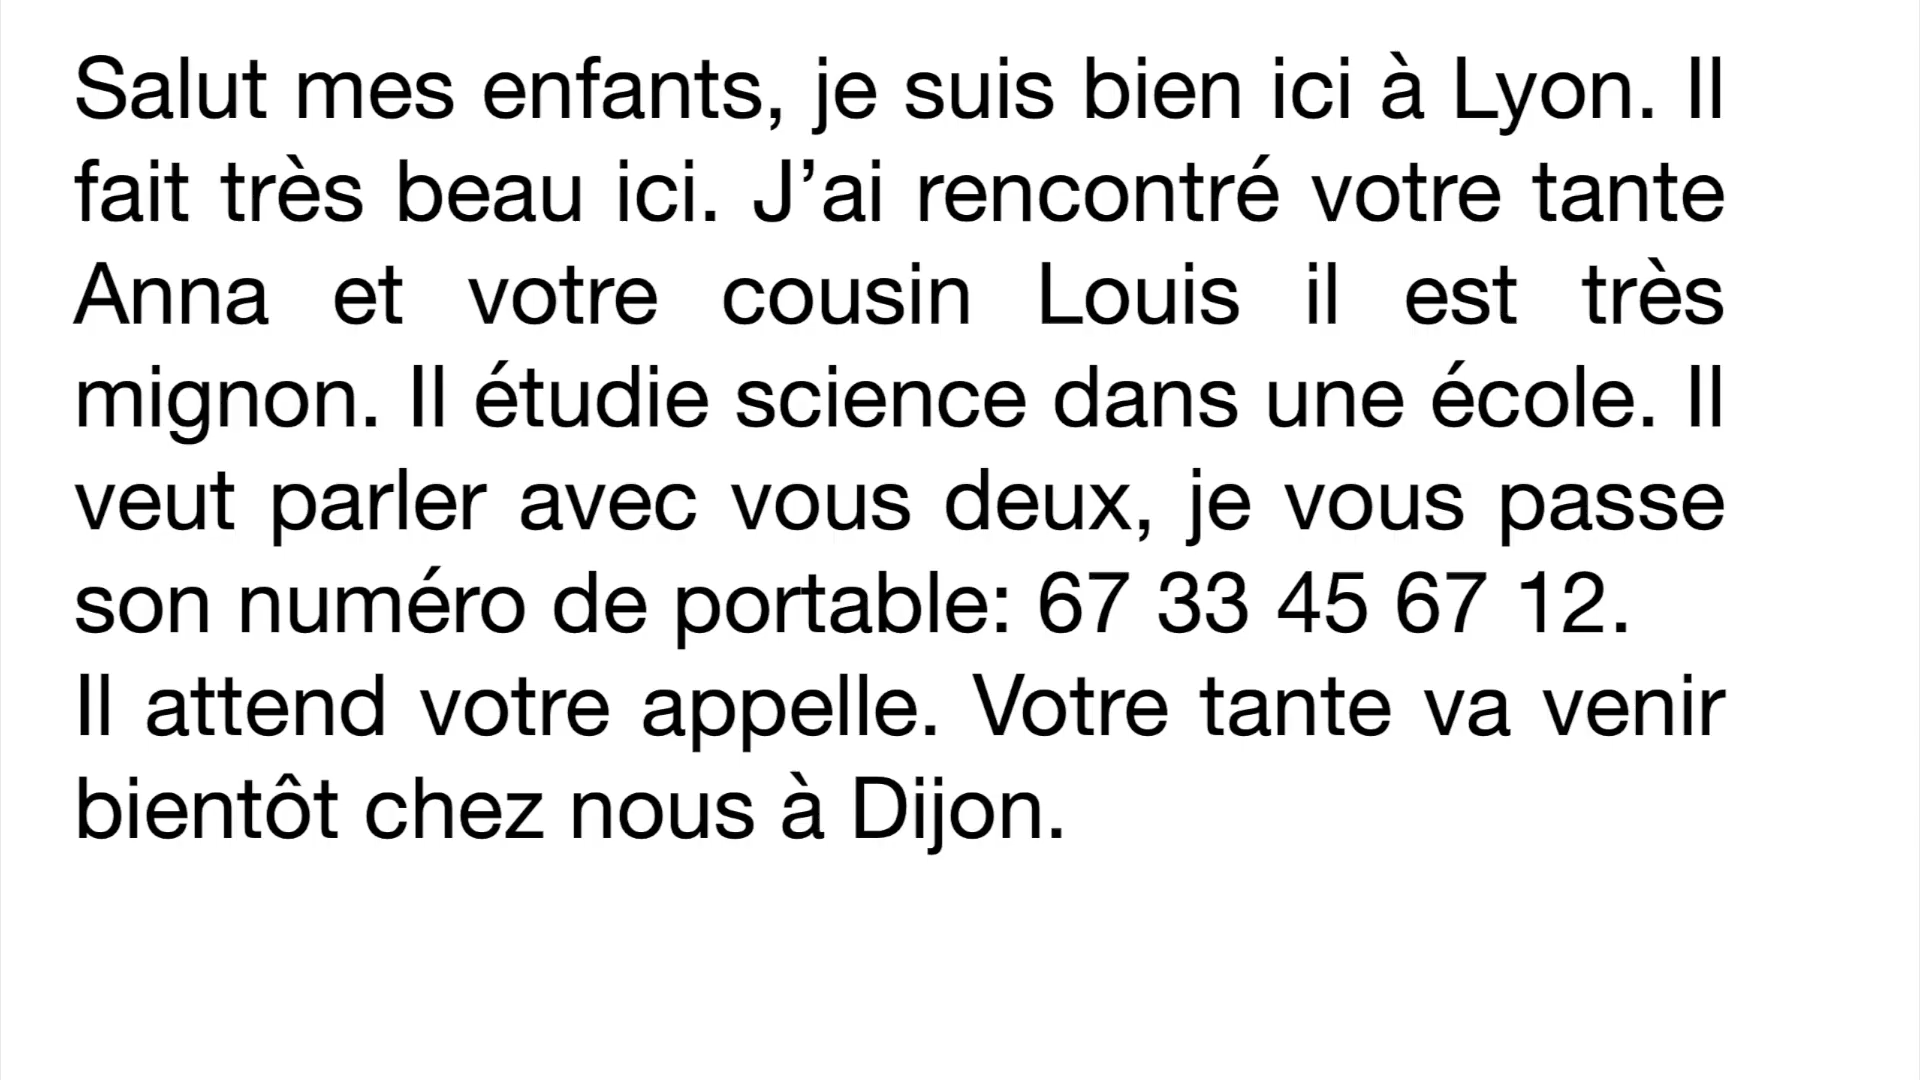 Salut mes enfants, je suis bien ici à Lyon. Il
fait très beau ici. J’ai rencontré votre tante
Anna et votre cousin Louis il est très
mignon. Il étudie science dans une école. Il
veut parler avec vous deux, je vous passe
son numéro de portable: 67 33 45 67 12.
Il attend votre appelle. Votre tante va venir
bientôt chez nous à Dijon.